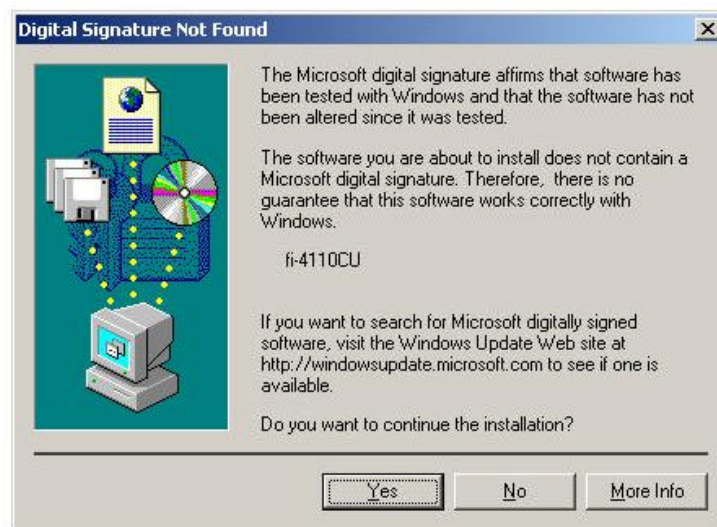 Digital Signature Not Found
The Microsoft digital signature affirms that software has
been tested with Windows and that the software has not
been altered since it was tested.
The software you are about to install does not contain a
Microsoft digital signature. Therefore, there is no
guarantee that this software works correctly with
Windows.
fi-4110CU
If you want to search for Microsoft digitally signed
software, visit the Windows Update Web site at
http://windowsupdate.microsoft.com to see if one is
available.
Do you want to continue the installation?
Yes No More Info